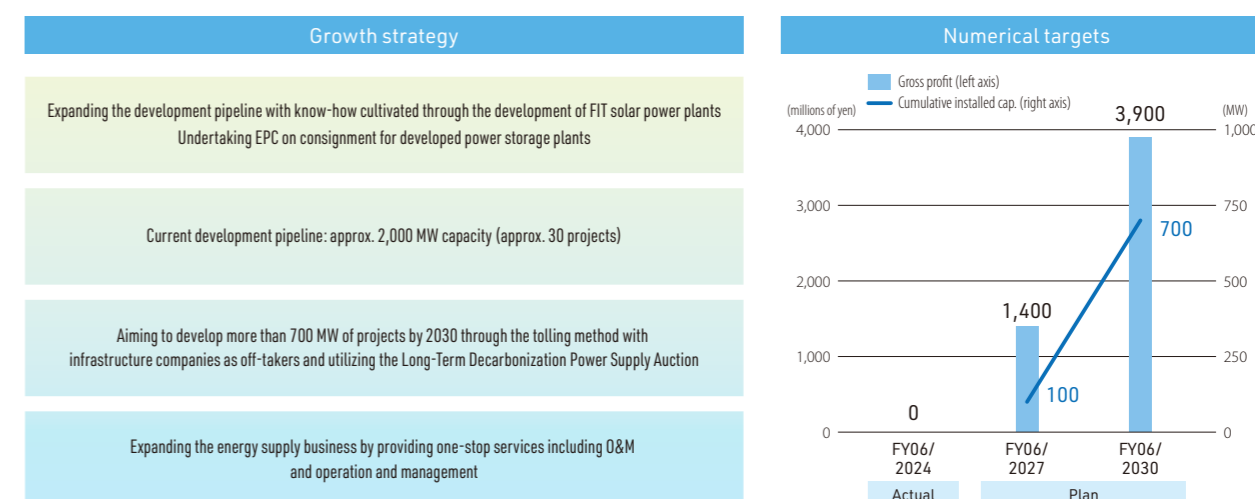 Growth strategy
Expanding the development pipeline with know-how cultivated through the development of FIT solar power plants
Undertaking EPC on consignment for developed power storage plants
Current development pipeline: approx. 2,000 MW capacity (approx. 30 projects)
Aiming to develop more than 700 MW of projects by 2030 through the tolling method with
infrastructure companies as off-takers and utilizing the Long-Term Decarbonization Power Supply Auction
Expanding the energy supply business by providing one-stop services including O&M
and operation and management
Numerical targets
Gross profit (left axis)
Cumulative installed cap. (right axis)
(millions of yen)
(MW)
4,000
3,000
2,000
1,000
0
1,000
750
500
250
0
0
1,400
3,900
100
700
FY06/
2024
FY06/
2027
FY06/
2030
Actual
Plan